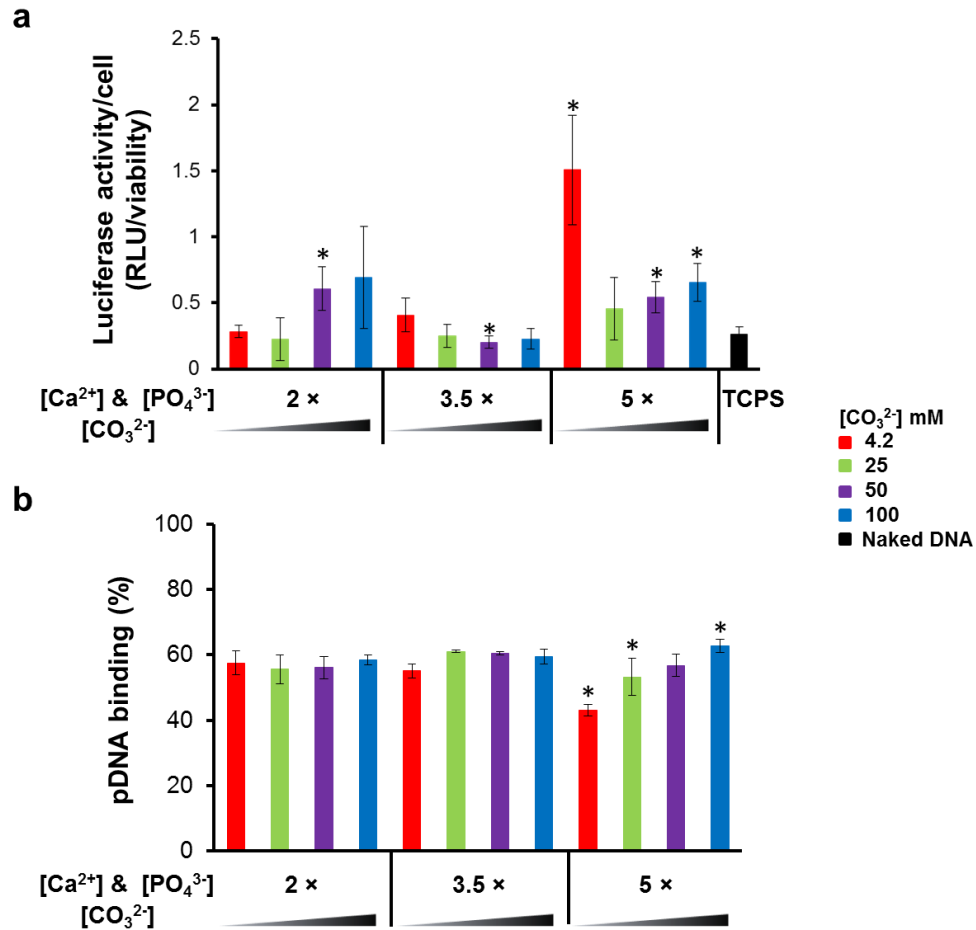 a
Luciferase activity/cell
(RLU/viability)
2.5
2
1.5
1
0.5
0
*
*
*
*
*
[Ca²⁺] & [PO₄³⁻]
2 ×
3.5 ×
5 ×
TCPS
[CO₃²⁻]
[CO₃²⁻] mM
4.2
25
50
100
Naked DNA
b
pDNA binding (%)
100
80
60
40
20
0
*
*
*
[Ca²⁺] & [PO₄³⁻]
2 ×
3.5 ×
5 ×
[CO₃²⁻]